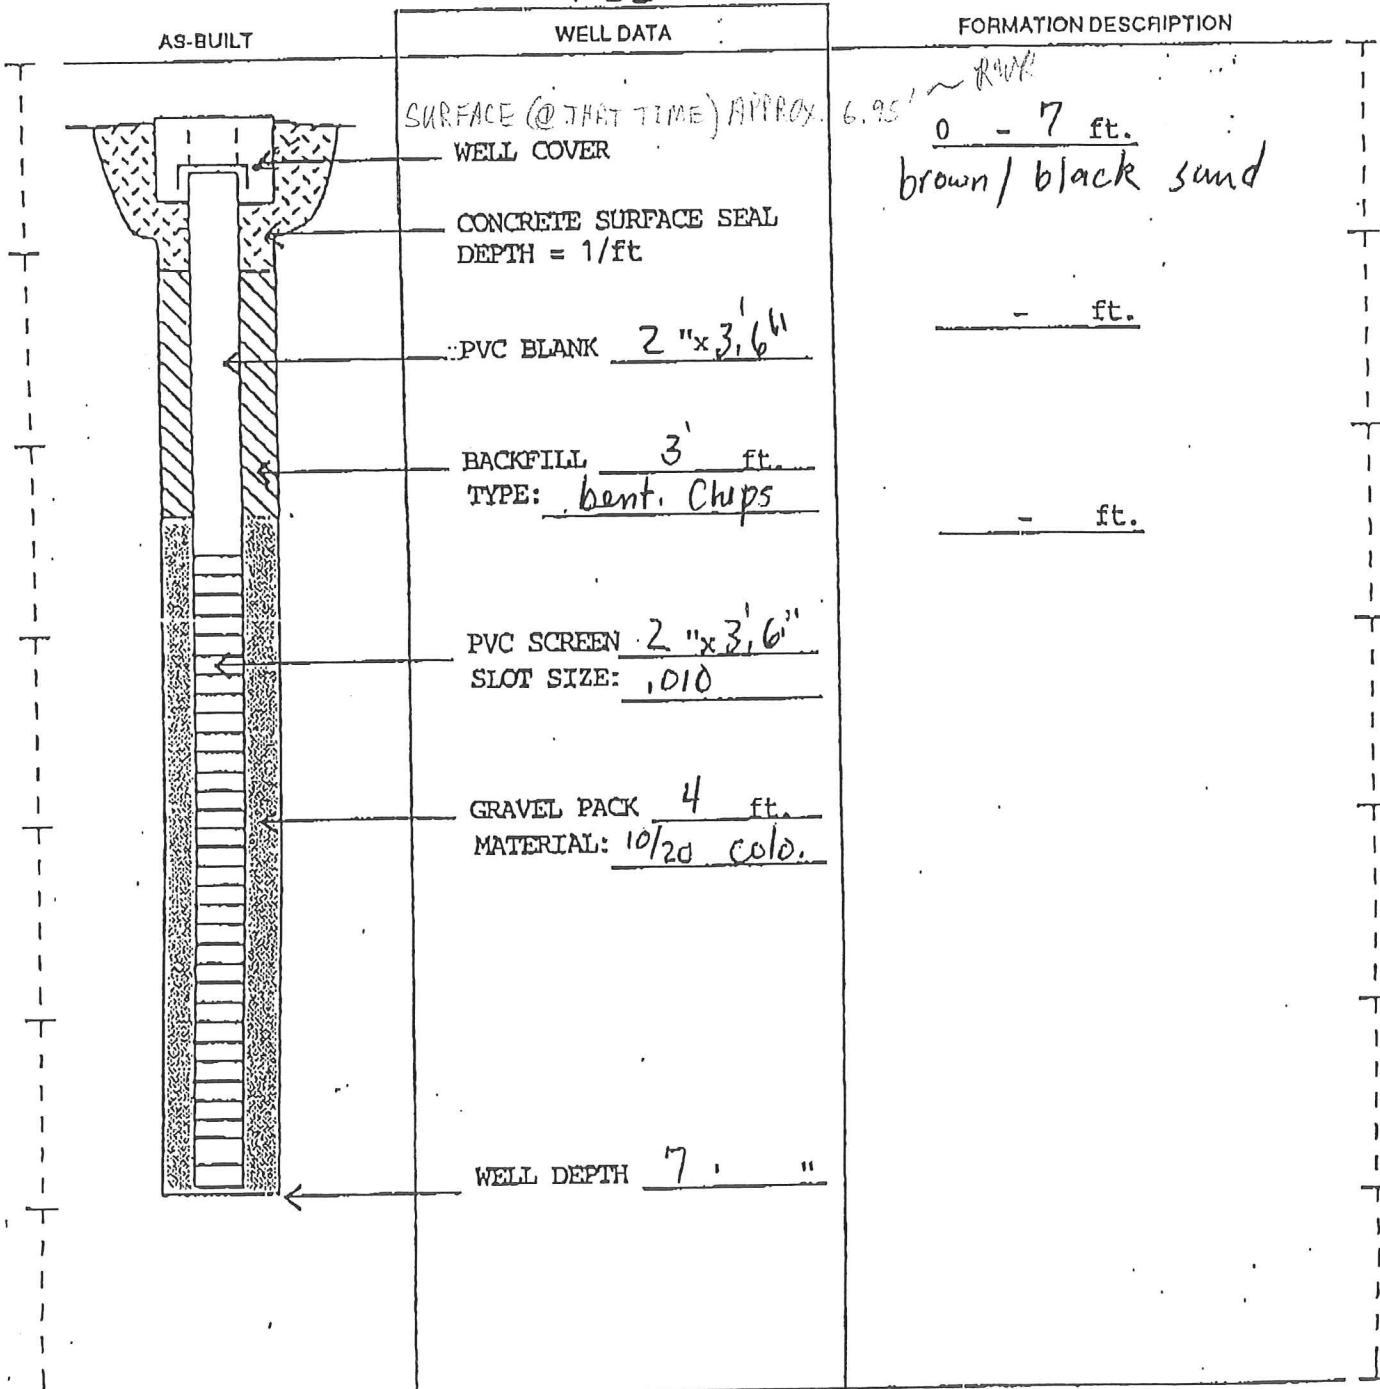 AS-BUILT
WELL DATA
FORMATION DESCRIPTION
SURFACE (@ THAT TIME) APPROX. 6.95' ~ RWR
WELL COVER
0 - 7 ft.
brown / black sand
CONCRETE SURFACE SEAL
DEPTH = 1/ft
PVC BLANK 2 "x 3' 6"
- ft.
BACKFILL 3' ft.
TYPE: bent. Chips
- ft.
PVC SCREEN 2 "x 3' 6"
SLOT SIZE: .010
GRAVEL PACK 4 ft.
MATERIAL: 10/20 Colo.
WELL DEPTH 7 ' "